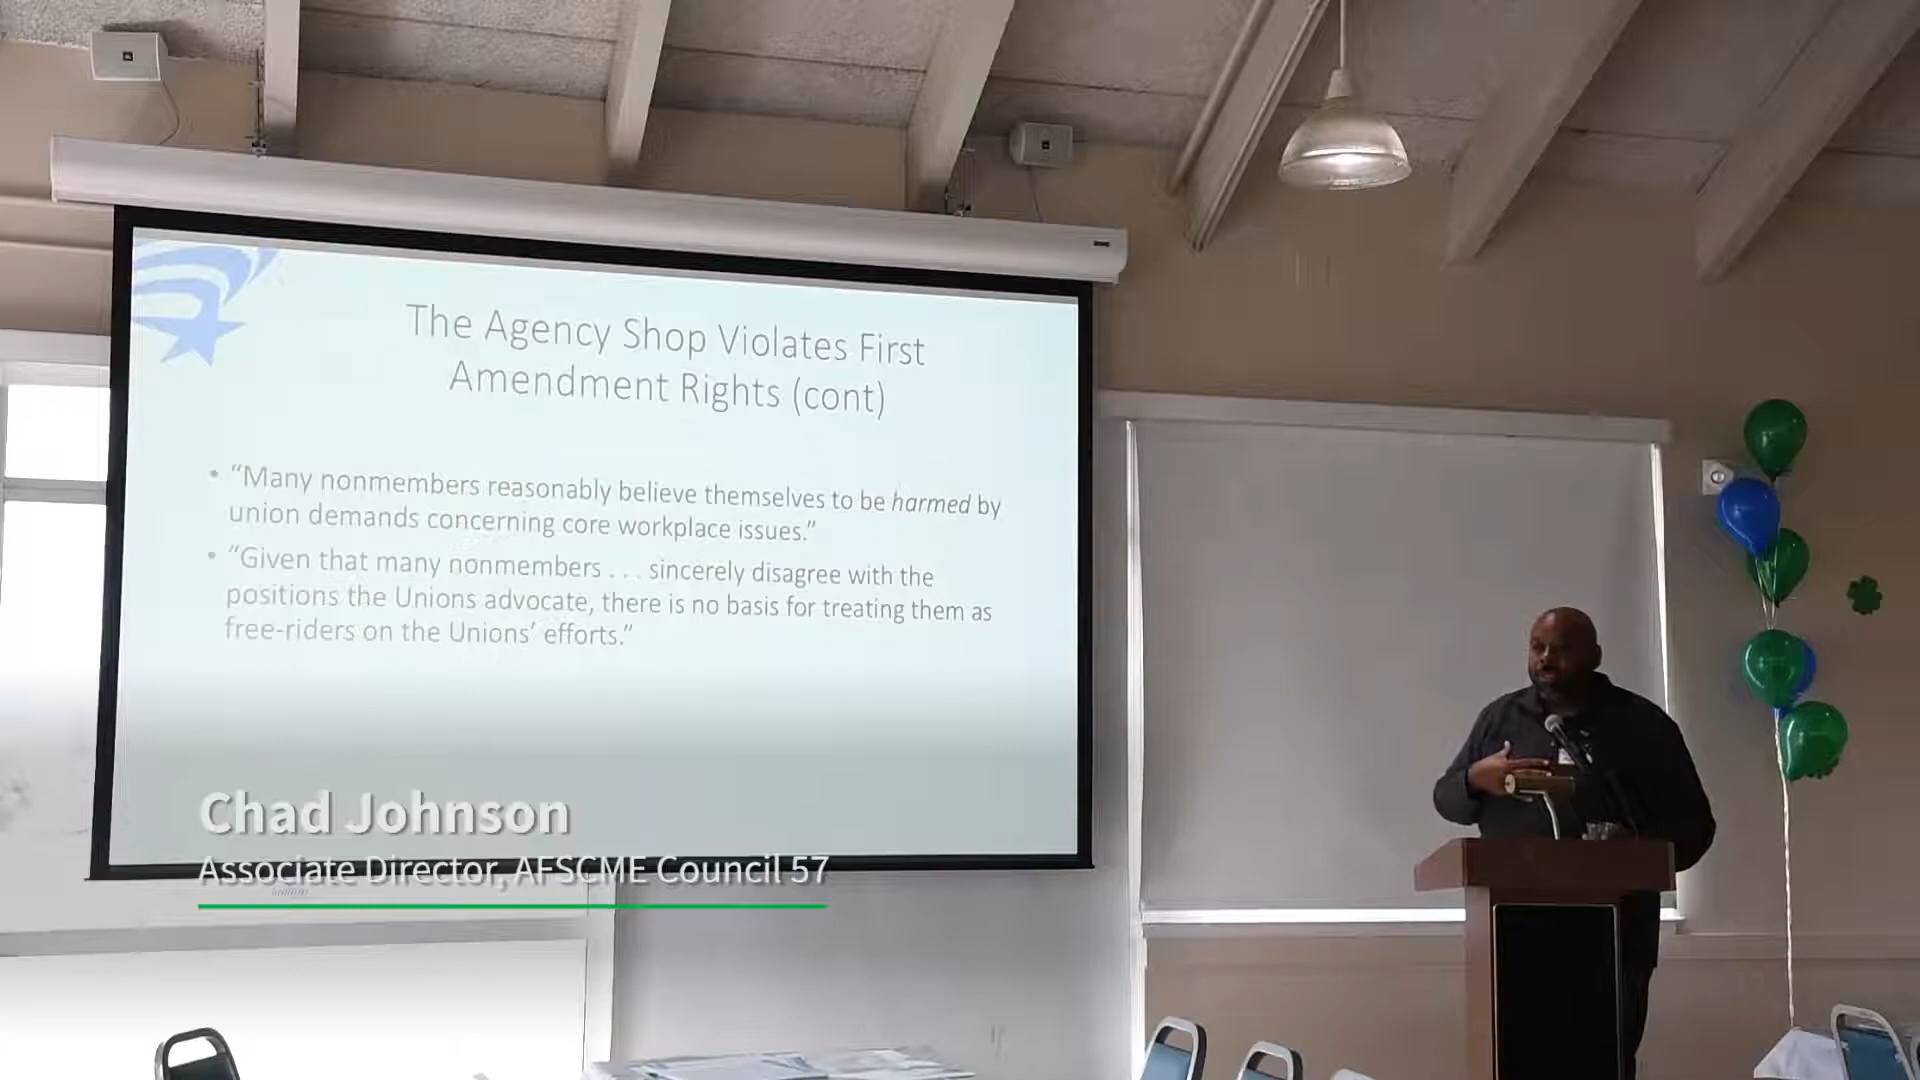 The Agency Shop Violates First
Amendment Rights (cont)
• “Many nonmembers reasonably believe themselves to be harmed by
union demands concerning core workplace issues.”
• “Given that many nonmembers . . . sincerely disagree with the
positions the Unions advocate, there is no basis for treating them as
free-riders on the Unions’ efforts.”
Chad Johnson
Associate Director, AFSCME Council 57